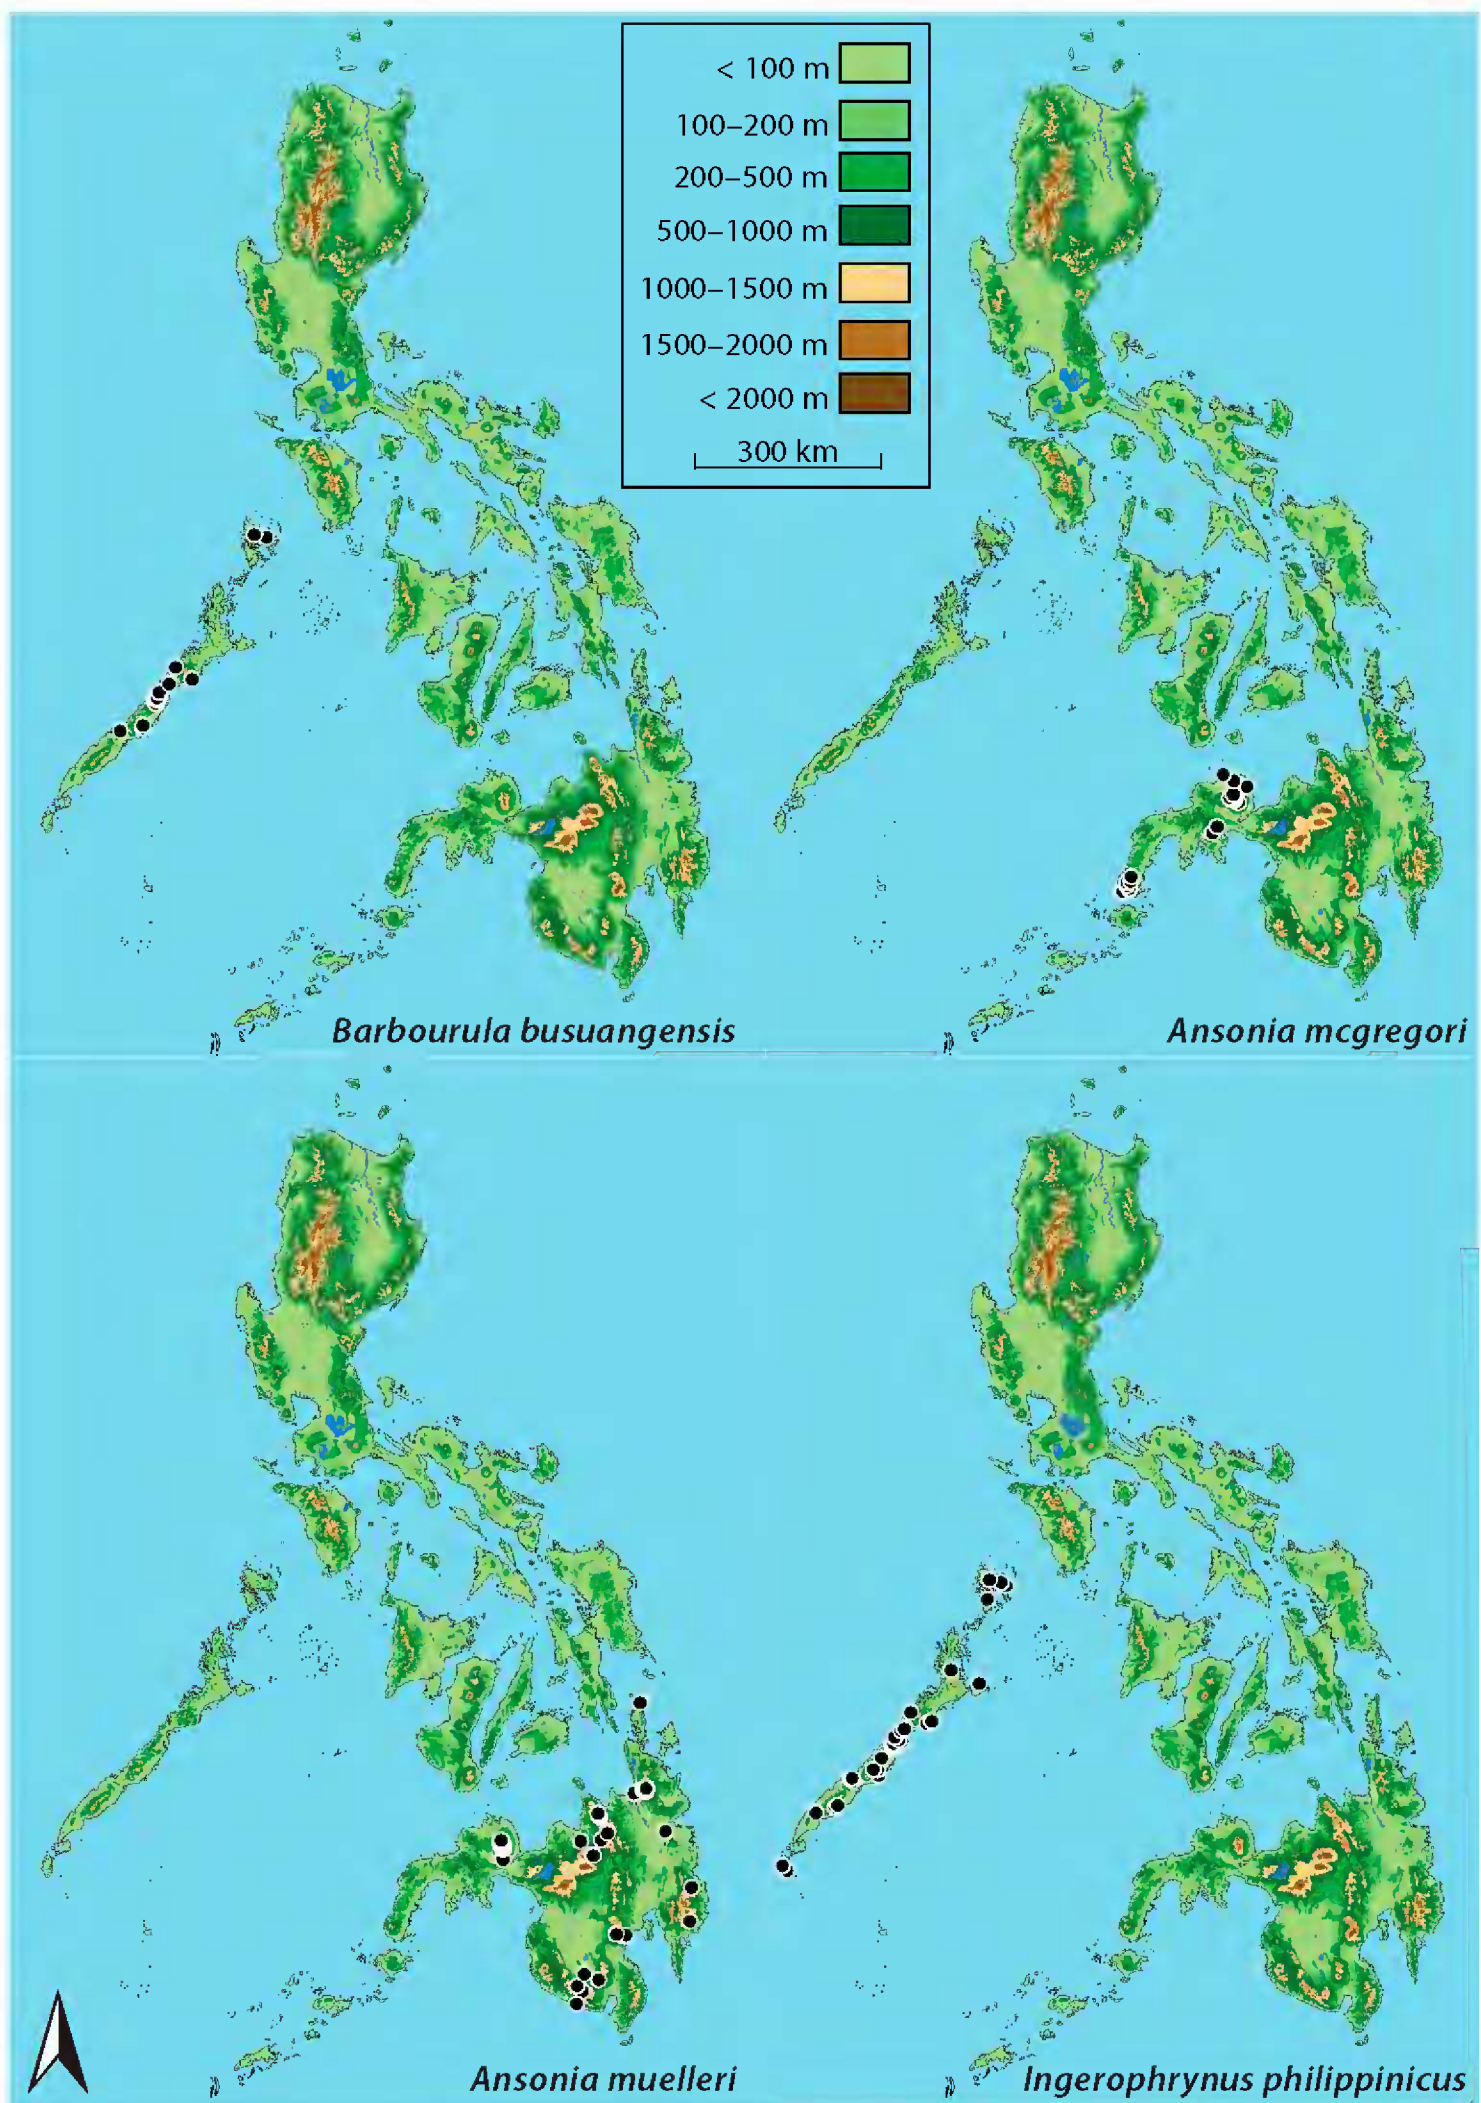 < 100 m
100–200 m
200–500 m
500–1000 m
1000–1500 m
1500–2000 m
< 2000 m
300 km
Barbourula busuangensis
Ansonia mcgregori
Ansonia muelleri
Ingerophrynus philippinicus